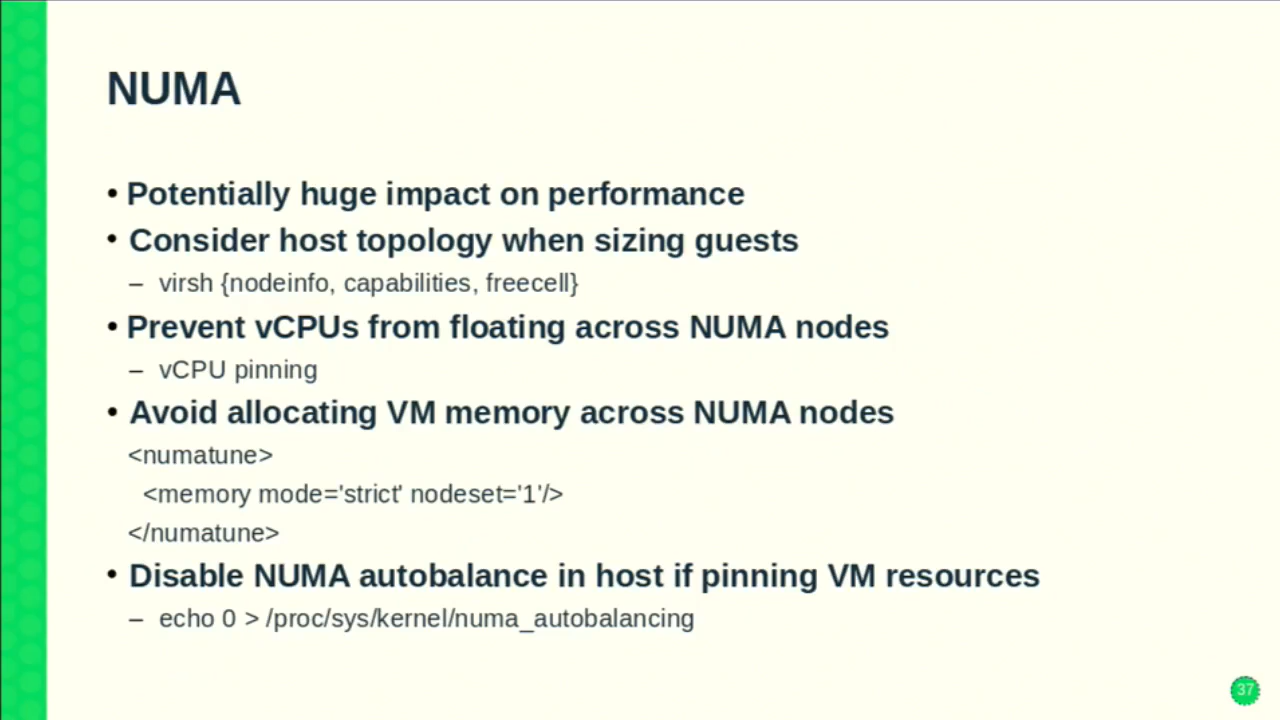 NUMA
• Potentially huge impact on performance
• Consider host topology when sizing guests
– virsh {nodeinfo, capabilities, freecell}
• Prevent vCPUs from floating across NUMA nodes
– vCPU pinning
• Avoid allocating VM memory across NUMA nodes
<numatune>
<memory mode='strict' nodeset='1'/>
</numatune>
• Disable NUMA autobalance in host if pinning VM resources
– echo 0 > /proc/sys/kernel/numa_autobalancing
37